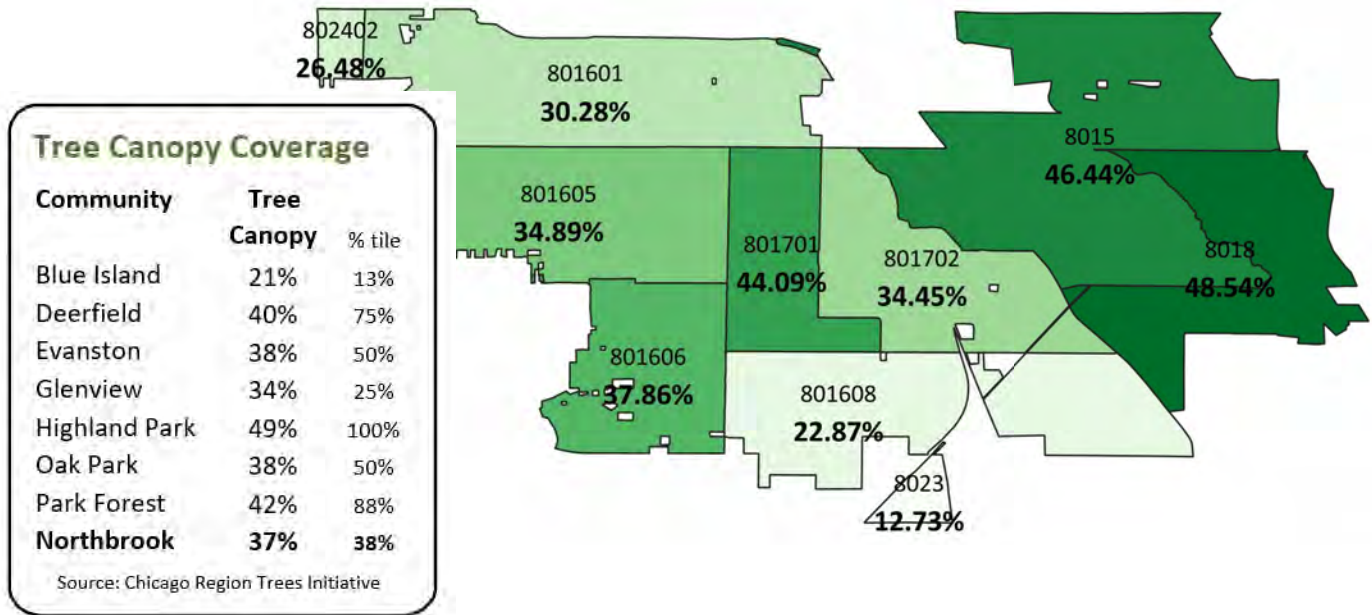 802402
26.48%
801601
30.28%
8015
46.44%
801605
34.89%
801701
44.09%
801702
34.45%
8018
48.54%
801606
37.86%
801608
22.87%
8023
12.73%
Tree Canopy Coverage
Community Tree Canopy % tile
Blue Island 21% 13%
Deerfield 40% 75%
Evanston 38% 50%
Glenview 34% 25%
Highland Park 49% 100%
Oak Park 38% 50%
Park Forest 42% 88%
Northbrook 37% 38%
Source: Chicago Region Trees Initiative